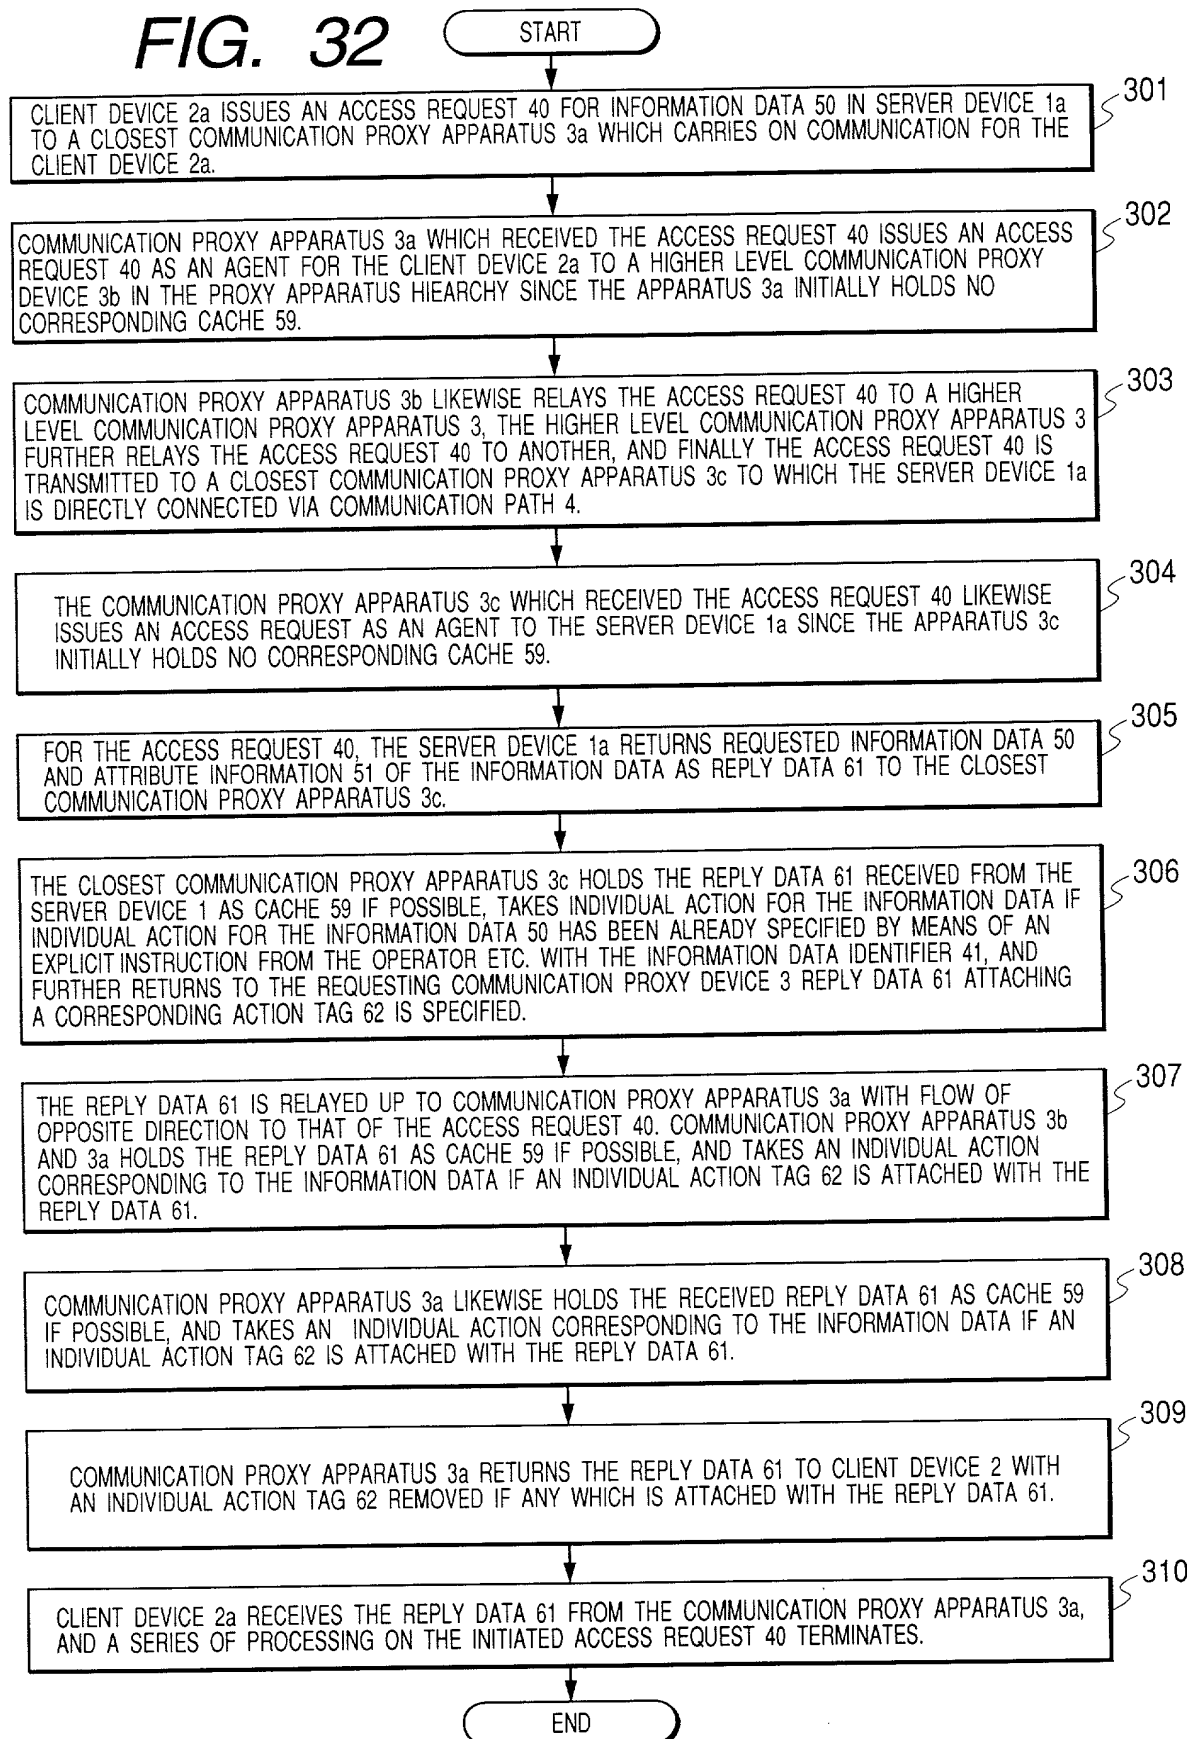 FIG. 32
START
301
CLIENT DEVICE 2a ISSUES AN ACCESS REQUEST 40 FOR INFORMATION DATA 50 IN SERVER DEVICE 1a
TO A CLOSEST COMMUNICATION PROXY APPARATUS 3a WHICH CARRIES ON COMMUNICATION FOR THE
CLIENT DEVICE 2a.
302
COMMUNICATION PROXY APPARATUS 3a WHICH RECEIVED THE ACCESS REQUEST 40 ISSUES AN ACCESS
REQUEST 40 AS AN AGENT FOR THE CLIENT DEVICE 2a TO A HIGHER LEVEL COMMUNICATION PROXY
DEVICE 3b IN THE PROXY APPARATUS HIEARCHY SINCE THE APPARATUS 3a INITIALLY HOLDS NO
CORRESPONDING CACHE 59.
303
COMMUNICATION PROXY APPARATUS 3b LIKEWISE RELAYS THE ACCESS REQUEST 40 TO A HIGHER
LEVEL COMMUNICATION PROXY APPARATUS 3, THE HIGHER LEVEL COMMUNICATION PROXY APPARATUS 3
FURTHER RELAYS THE ACCESS REQUEST 40 TO ANOTHER, AND FINALLY THE ACCESS REQUEST 40 IS
TRANSMITTED TO A CLOSEST COMMUNICATION PROXY APPARATUS 3c TO WHICH THE SERVER DEVICE 1a
IS DIRECTLY CONNECTED VIA COMMUNICATION PATH 4.
304
THE COMMUNICATION PROXY APPARATUS 3c WHICH RECEIVED THE ACCESS REQUEST 40 LIKEWISE
ISSUES AN ACCESS REQUEST AS AN AGENT TO THE SERVER DEVICE 1a SINCE THE APPARATUS 3c
INITIALLY HOLDS NO CORRESPONDING CACHE 59.
305
FOR THE ACCESS REQUEST 40, THE SERVER DEVICE 1a RETURNS REQUESTED INFORMATION DATA 50
AND ATTRIBUTE INFORMATION 51 OF THE INFORMATION DATA AS REPLY DATA 61 TO THE CLOSEST
COMMUNICATION PROXY APPARATUS 3c.
306
THE CLOSEST COMMUNICATION PROXY APPARATUS 3c HOLDS THE REPLY DATA 61 RECEIVED FROM THE
SERVER DEVICE 1 AS CACHE 59 IF POSSIBLE, TAKES INDIVIDUAL ACTION FOR THE INFORMATION DATA IF
INDIVIDUAL ACTION FOR THE INFORMATION DATA 50 HAS BEEN ALREADY SPECIFIED BY MEANS OF AN
EXPLICIT INSTRUCTION FROM THE OPERATOR ETC. WITH THE INFORMATION DATA IDENTIFIER 41, AND
FURTHER RETURNS TO THE REQUESTING COMMUNICATION PROXY DEVICE 3 REPLY DATA 61 ATTACHING
A CORRESPONDING ACTION TAG 62 IS SPECIFIED.
307
THE REPLY DATA 61 IS RELAYED UP TO COMMUNICATION PROXY APPARATUS 3a WITH FLOW OF
OPPOSITE DIRECTION TO THAT OF THE ACCESS REQUEST 40. COMMUNICATION PROXY APPARATUS 3b
AND 3a HOLDS THE REPLY DATA 61 AS CACHE 59 IF POSSIBLE, AND TAKES AN INDIVIDUAL ACTION
CORRESPONDING TO THE INFORMATION DATA IF AN INDIVIDUAL ACTION TAG 62 IS ATTACHED WITH THE
REPLY DATA 61.
308
COMMUNICATION PROXY APPARATUS 3a LIKEWISE HOLDS THE RECEIVED REPLY DATA 61 AS CACHE 59
IF POSSIBLE, AND TAKES AN INDIVIDUAL ACTION CORRESPONDING TO THE INFORMATION DATA IF AN
INDIVIDUAL ACTION TAG 62 IS ATTACHED WITH THE REPLY DATA 61.
309
COMMUNICATION PROXY APPARATUS 3a RETURNS THE REPLY DATA 61 TO CLIENT DEVICE 2 WITH
AN INDIVIDUAL ACTION TAG 62 REMOVED IF ANY WHICH IS ATTACHED WITH THE REPLY DATA 61.
310
CLIENT DEVICE 2a RECEIVES THE REPLY DATA 61 FROM THE COMMUNICATION PROXY APPARATUS 3a,
AND A SERIES OF PROCESSING ON THE INITIATED ACCESS REQUEST 40 TERMINATES.
END